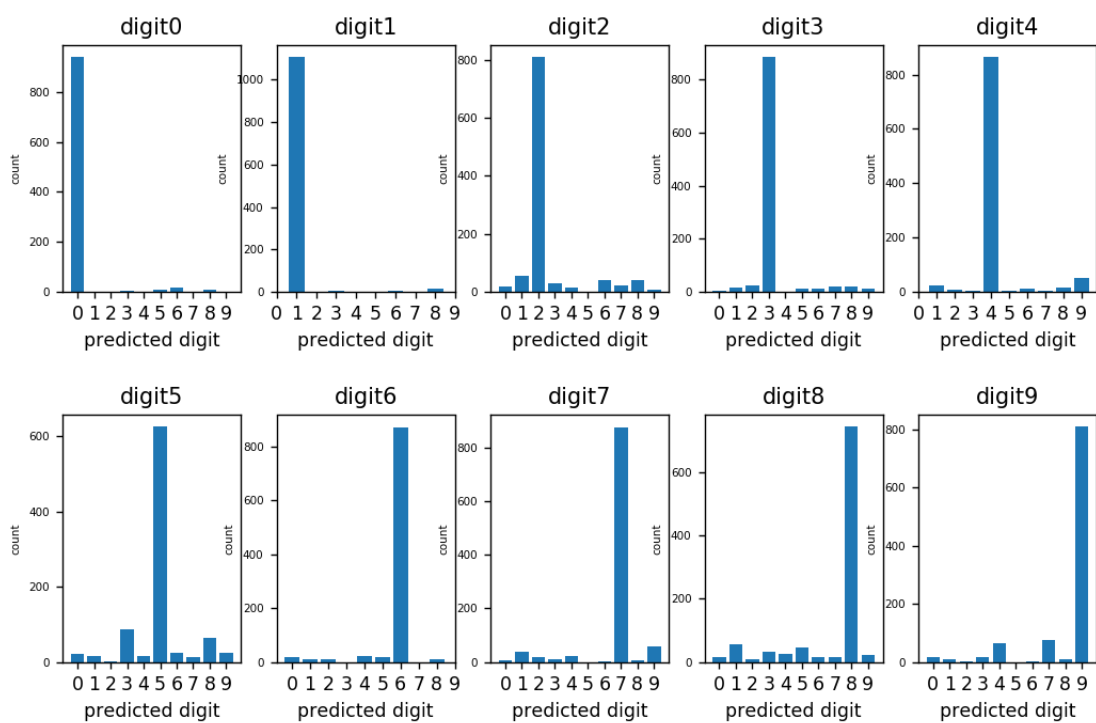 digit0 digit1 digit2 digit3 digit4
count
800
600
400
200
0
0 1 2 3 4 5 6 7 8 9
predicted digit
count
1000
800
600
400
200
0
0 1 2 3 4 5 6 7 8 9
predicted digit
count
800
600
400
200
0
0 1 2 3 4 5 6 7 8 9
predicted digit
count
800
600
400
200
0
0 1 2 3 4 5 6 7 8 9
predicted digit
count
800
600
400
200
0
0 1 2 3 4 5 6 7 8 9
predicted digit
digit5 digit6 digit7 digit8 digit9
count
600
400
200
0
0 1 2 3 4 5 6 7 8 9
predicted digit
count
800
600
400
200
0
0 1 2 3 4 5 6 7 8 9
predicted digit
count
800
600
400
200
0
0 1 2 3 4 5 6 7 8 9
predicted digit
count
600
400
200
0
0 1 2 3 4 5 6 7 8 9
predicted digit
count
800
600
400
200
0
0 1 2 3 4 5 6 7 8 9
predicted digit